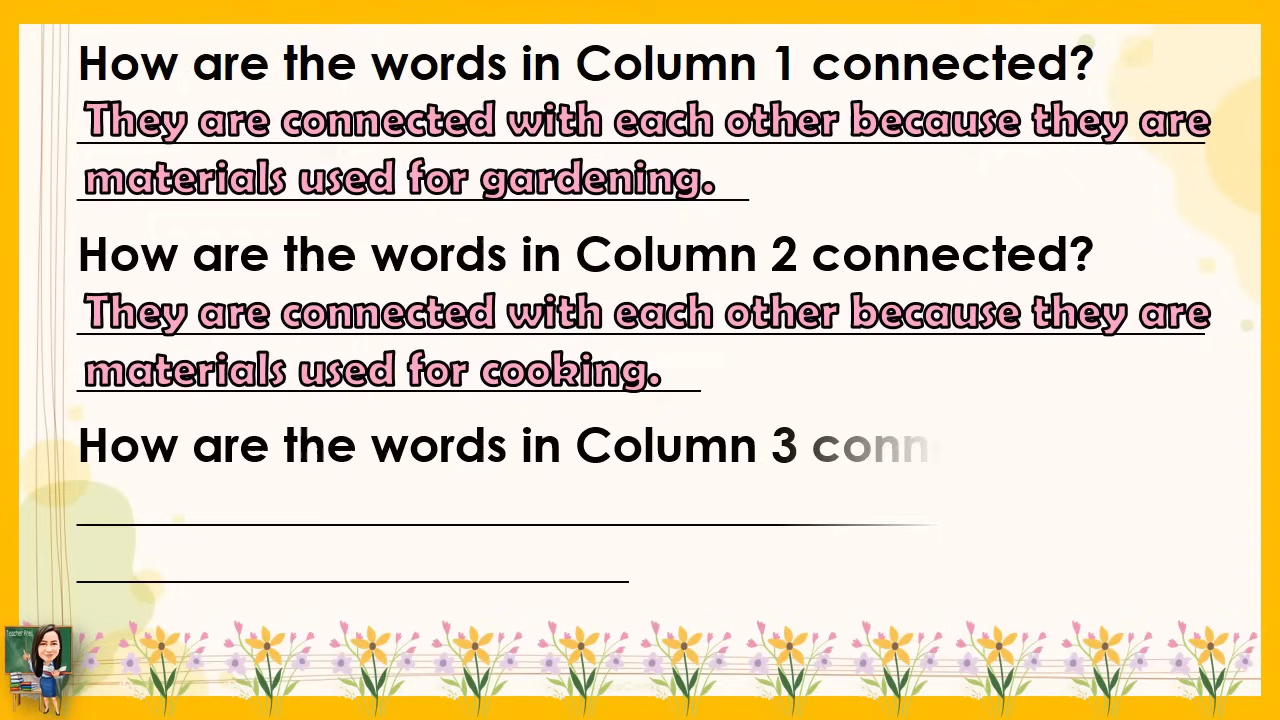 How are the words in Column 1 connected?
They are connected with each other because they are
materials used for gardening.
How are the words in Column 2 connected?
They are connected with each other because they are
materials used for cooking.
How are the words in Column 3 conn